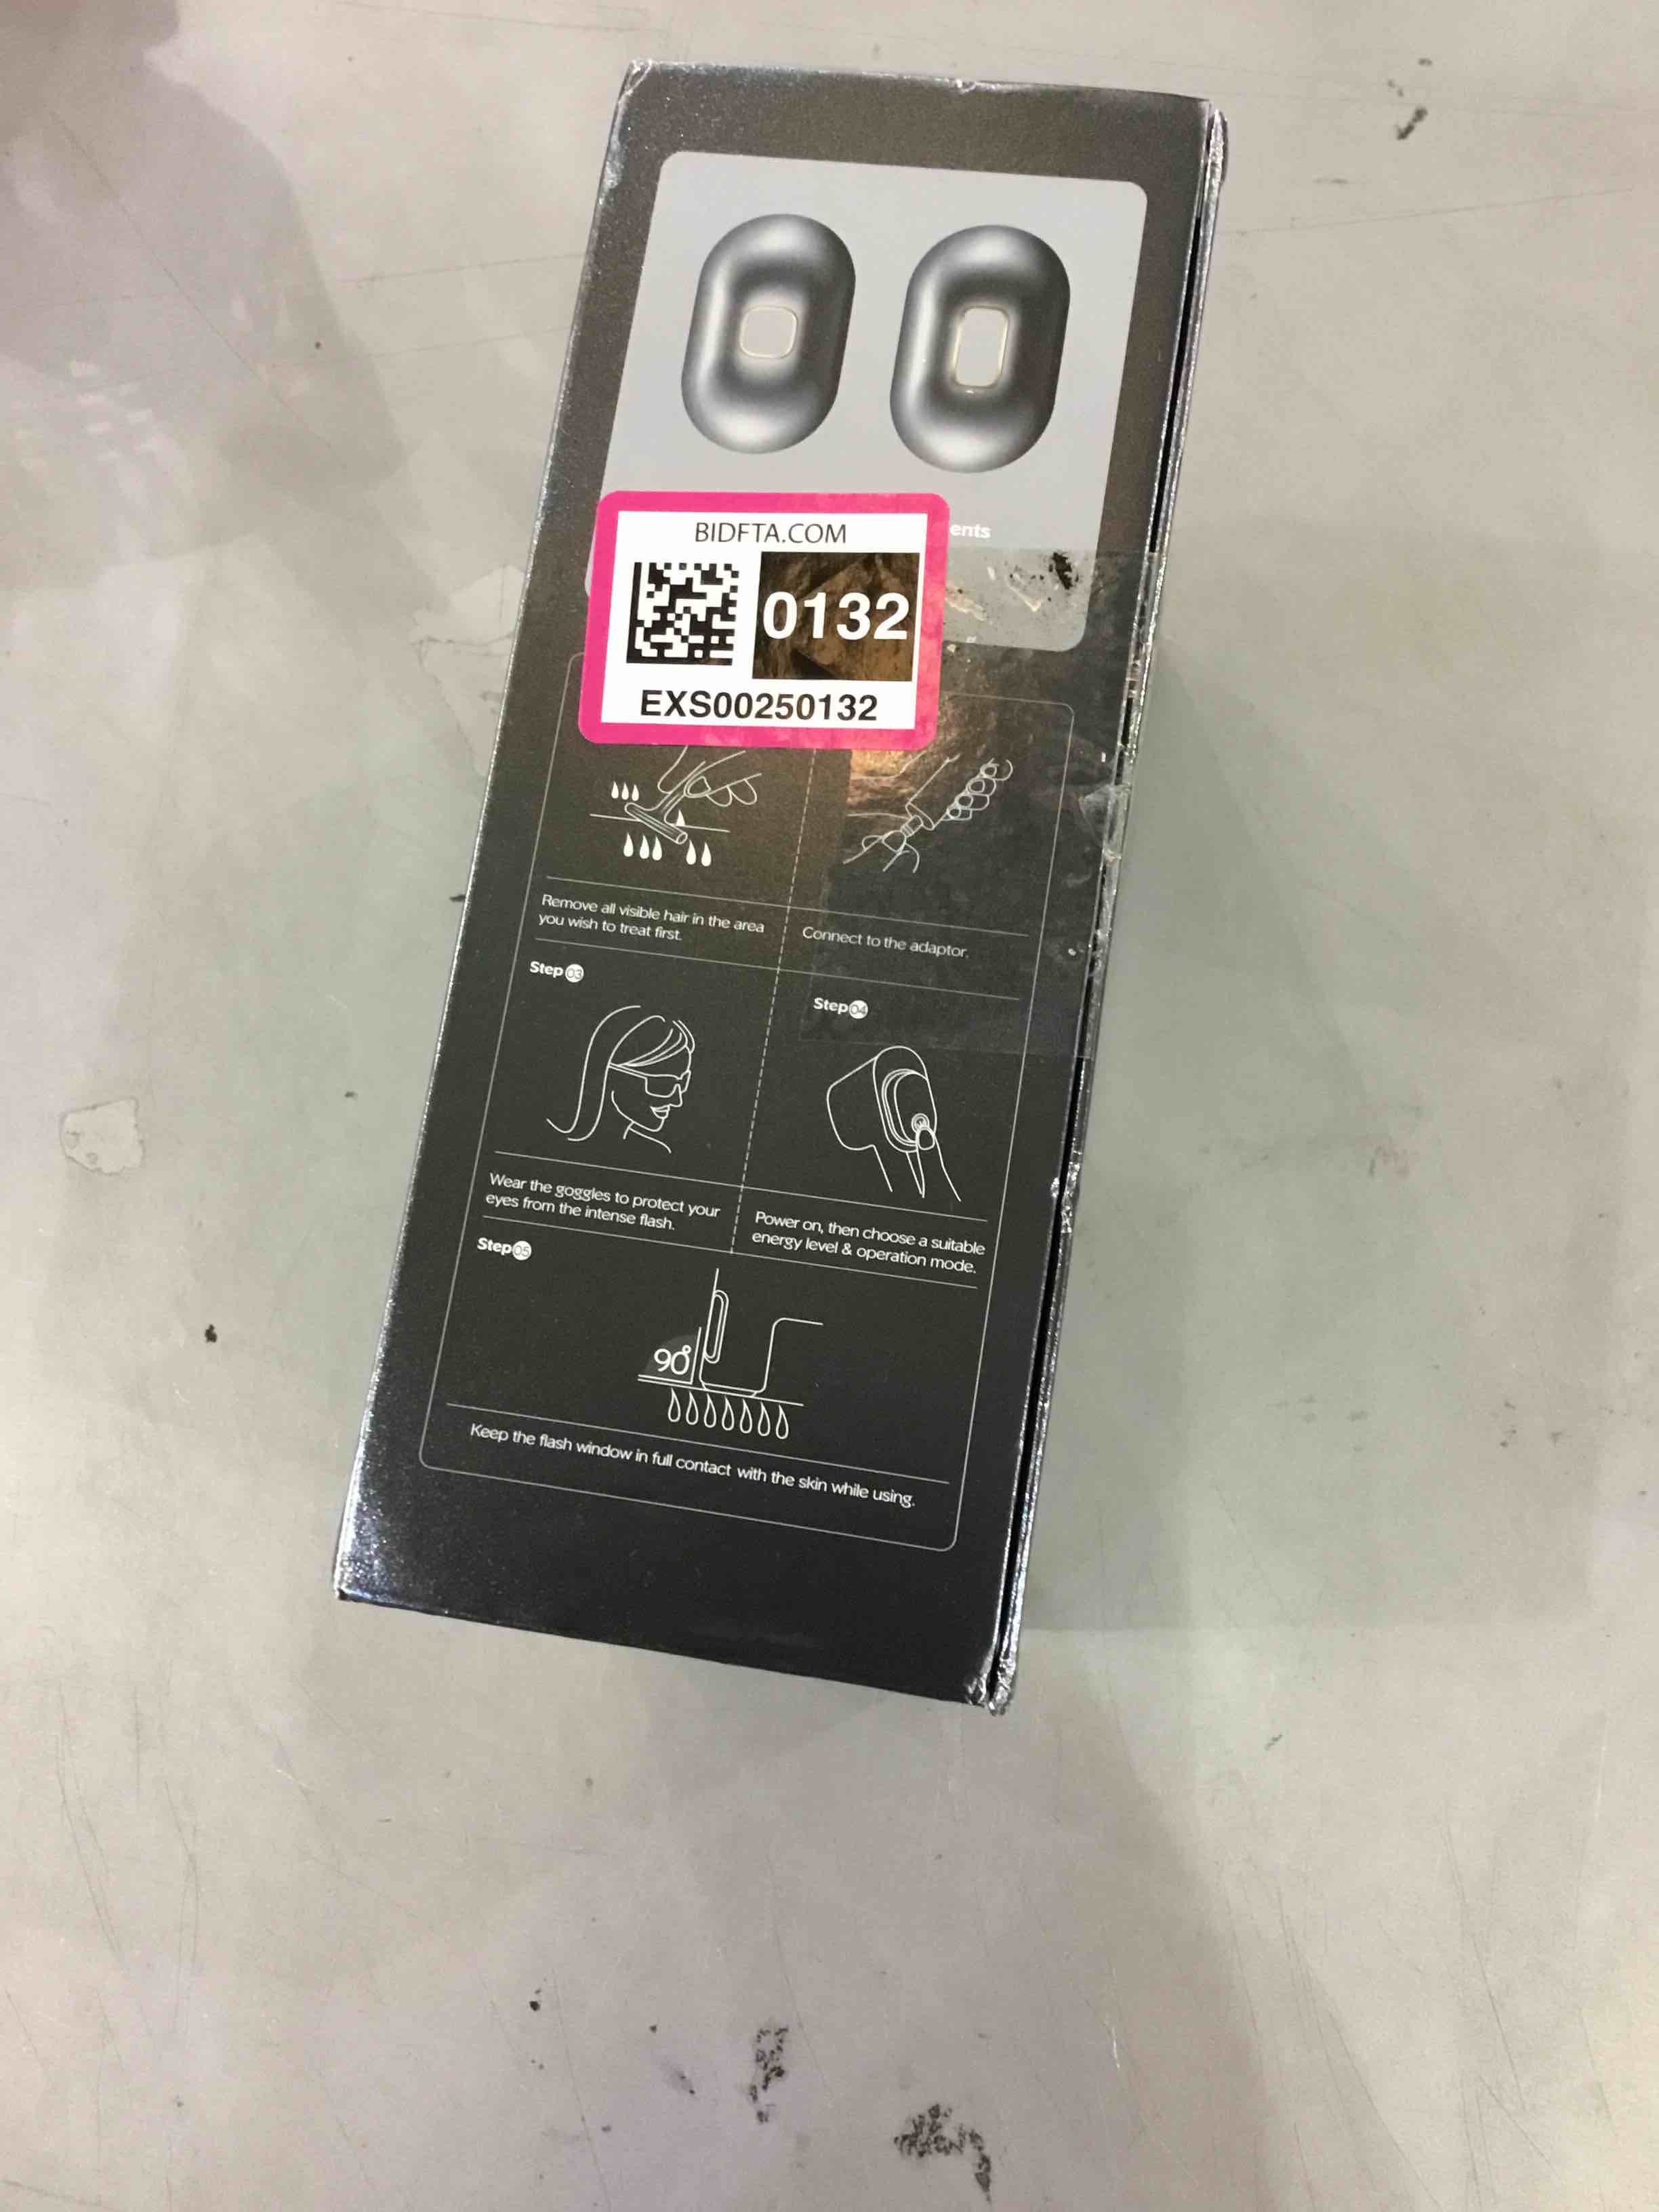 BIDFTA.COM
0132
EXS00250132
Remove all visible hair in the area
you wish to treat first.
Connect to the adaptor.
Step 03
Step 04
Wear the goggles to protect your
eyes from the intense flash.
Power on, then choose a suitable
energy level & operation mode.
Step 05
90°
Keep the flash window in full contact with the skin while using.